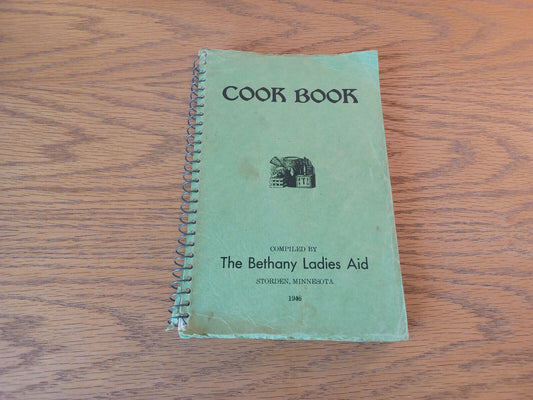 COOK BOOK
COMPILED BY
The Bethany Ladies Aid
STORDEN, MINNESOTA
1946